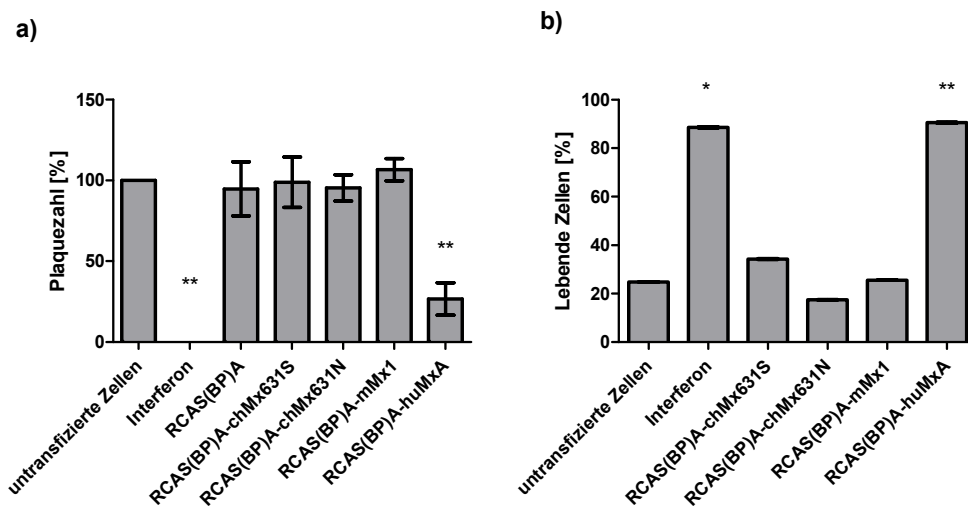 a)
150
100
50
0
Plaquezahl [%]
**
**
untransfizierte Zellen
Interferon
RCAS(BP)A
RCAS(BP)A-chMx631S
RCAS(BP)A-chMx631N
RCAS(BP)A-mMx1
RCAS(BP)A-huMxA
b)
100
80
60
40
20
0
Lebende Zellen [%]
*
**
untransfizierte Zellen
Interferon
RCAS(BP)A-chMx631S
RCAS(BP)A-chMx631N
RCAS(BP)A-mMx1
RCAS(BP)A-huMxA